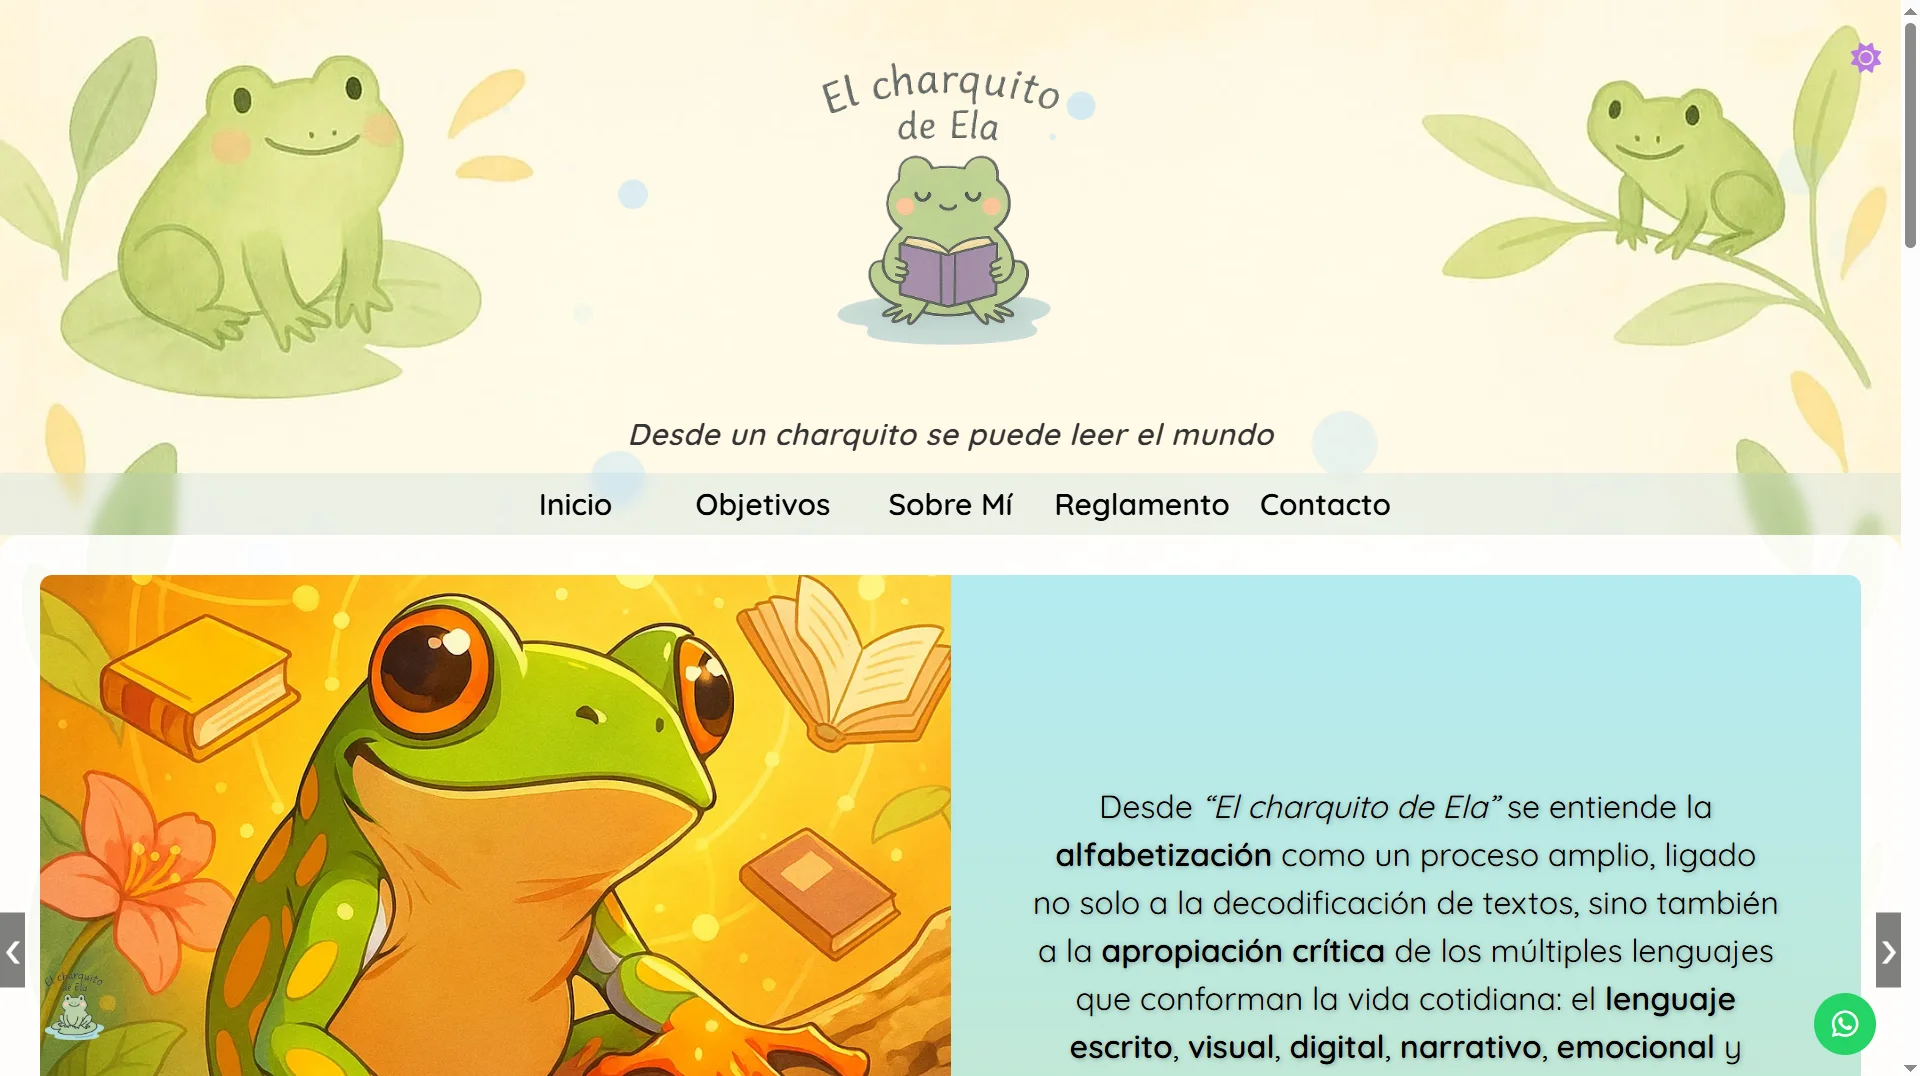 El charquito
de Ela
Desde un charquito se puede leer el mundo
Inicio Objetivos Sobre Mí Reglamento Contacto
Desde “El charquito de Ela” se entiende la
alfabetización como un proceso amplio, ligado
no solo a la decodificación de textos, sino también
a la apropiación crítica de los múltiples lenguajes
que conforman la vida cotidiana: el lenguaje
escrito, visual, digital, narrativo, emocional y
El charquito
de Ela